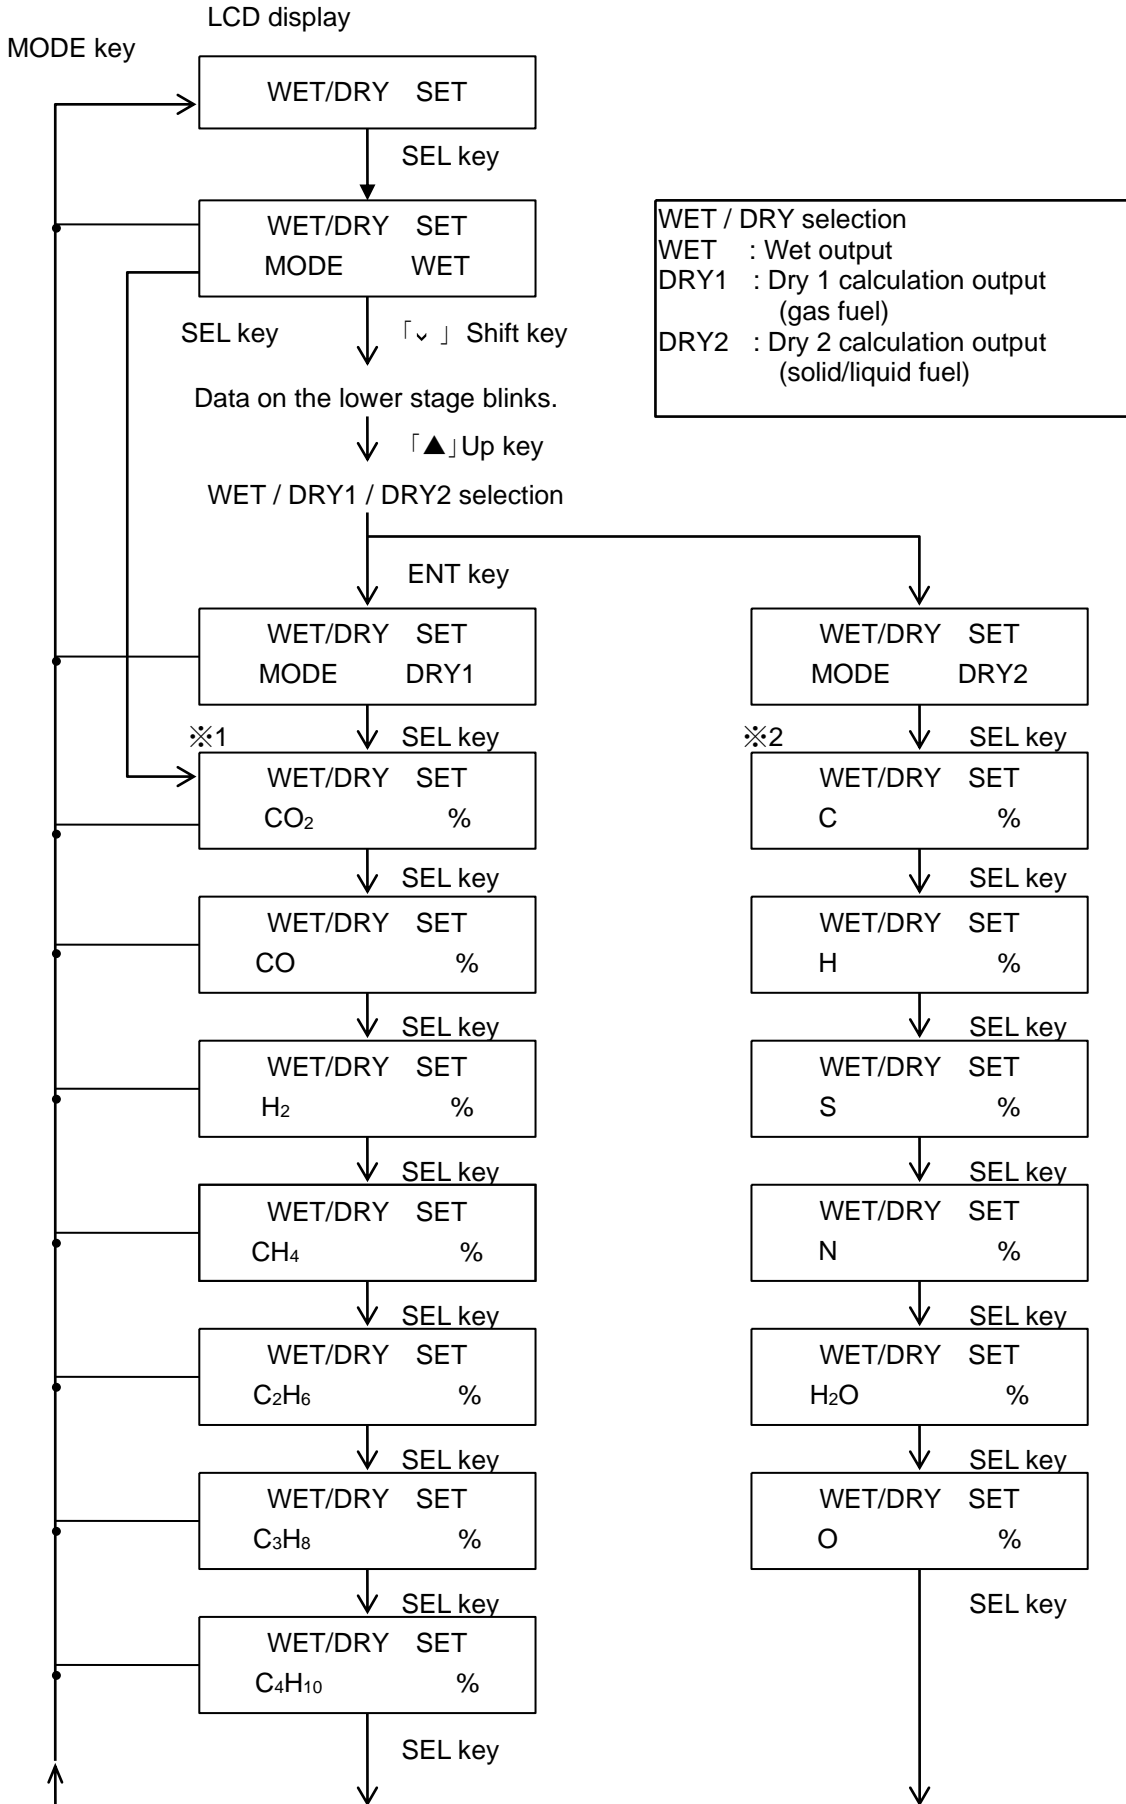 LCD display
MODE key
WET/DRY SET
SEL key
WET/DRY SET
MODE WET
WET / DRY selection
WET : Wet output
DRY1 : Dry 1 calculation output
(gas fuel)
DRY2 : Dry 2 calculation output
(solid/liquid fuel)
SEL key
「⌄」 Shift key
Data on the lower stage blinks.
「▲」Up key
WET / DRY1 / DRY2 selection
ENT key
WET/DRY SET
MODE DRY1
SEL key
※1
WET/DRY SET
CO₂ %
SEL key
WET/DRY SET
CO %
SEL key
WET/DRY SET
H₂ %
SEL key
WET/DRY SET
CH₄ %
SEL key
WET/DRY SET
C₂H₆ %
SEL key
WET/DRY SET
C₃H₈ %
SEL key
WET/DRY SET
C₄H₁₀ %
SEL key
WET/DRY SET
MODE DRY2
※2
SEL key
WET/DRY SET
C %
SEL key
WET/DRY SET
H %
SEL key
WET/DRY SET
S %
SEL key
WET/DRY SET
N %
SEL key
WET/DRY SET
H₂O %
SEL key
WET/DRY SET
O %
SEL key